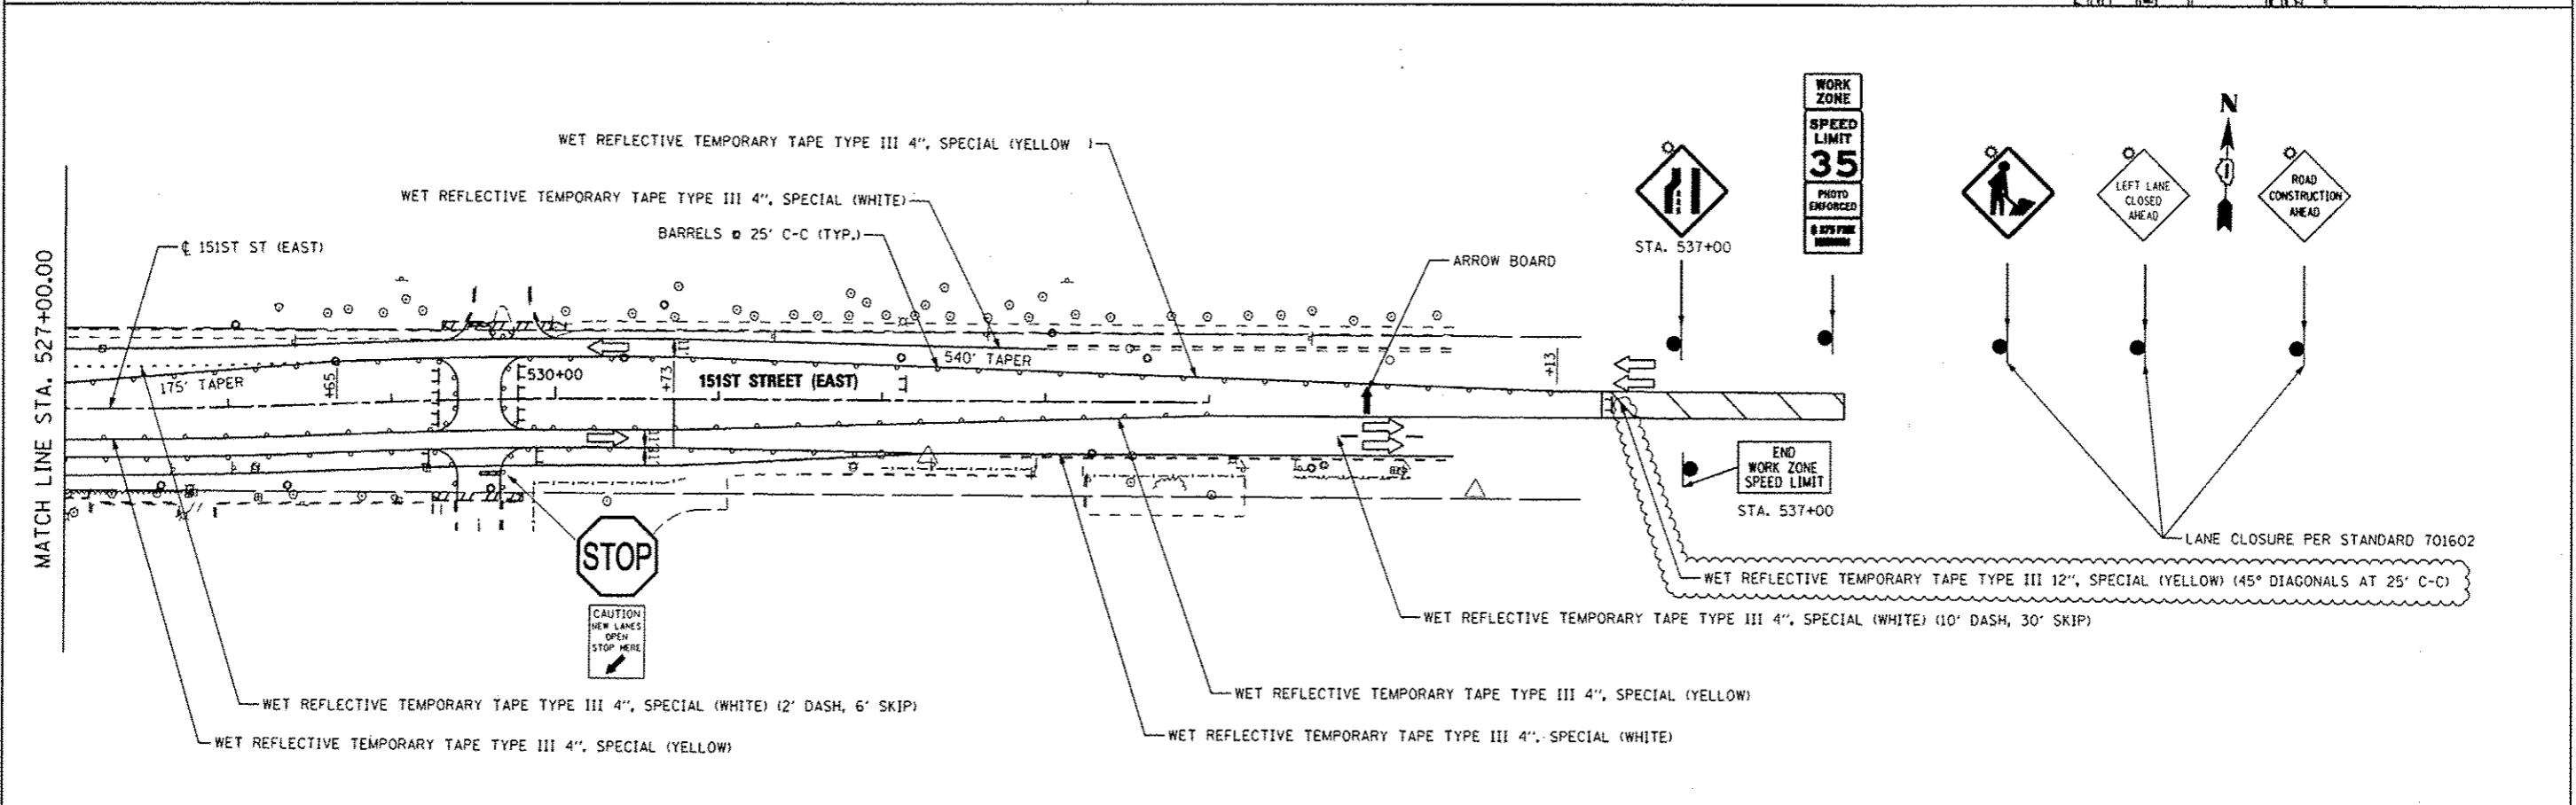 WORK
ZONE
SPEED
LIMIT
35
PHOTO
ENFORCED
N
WET REFLECTIVE TEMPORARY TAPE TYPE III 4", SPECIAL (YELLOW )
WET REFLECTIVE TEMPORARY TAPE TYPE III 4", SPECIAL (WHITE)
BARRELS @ 25' C-C (TYP.)
℄ 151ST ST (EAST)
STA. 537+00
ARROW BOARD
LEFT LANE
CLOSED
AHEAD
ROAD
CONSTRUCTION
AHEAD
MATCH LINE STA. 527+00.00
175' TAPER
+65
530+00
+73
11'
151ST STREET (EAST)
540' TAPER
+13
END
WORK ZONE
SPEED LIMIT
STA. 537+00
STOP
CAUTION
NEW LANES
OPEN
STOP HERE
LANE CLOSURE PER STANDARD 701602
WET REFLECTIVE TEMPORARY TAPE TYPE III 12", SPECIAL (YELLOW) (45° DIAGONALS AT 25' C-C)
WET REFLECTIVE TEMPORARY TAPE TYPE III 4", SPECIAL (WHITE) (10' DASH, 30' SKIP)
WET REFLECTIVE TEMPORARY TAPE TYPE III 4", SPECIAL (YELLOW)
WET REFLECTIVE TEMPORARY TAPE TYPE III 4", SPECIAL (WHITE) (2' DASH, 6' SKIP)
WET REFLECTIVE TEMPORARY TAPE TYPE III 4", SPECIAL (WHITE)
WET REFLECTIVE TEMPORARY TAPE TYPE III 4", SPECIAL (YELLOW)